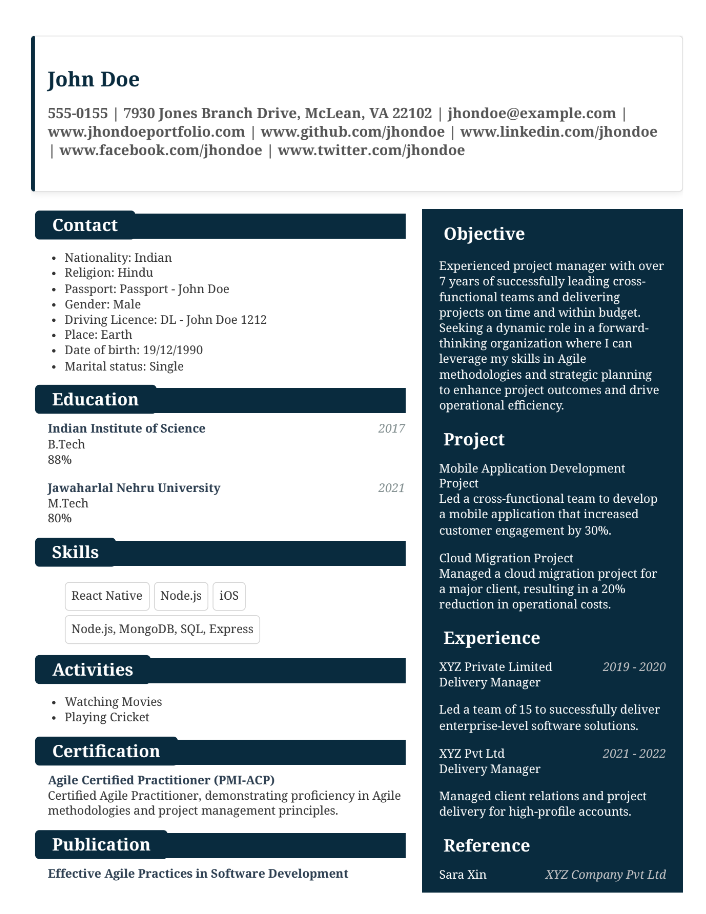 John Doe
555-0155 | 7930 Jones Branch Drive, McLean, VA 22102 | jhondoe@example.com |
www.jhondoeportfolio.com | www.github.com/jhondoe | www.linkedin.com/jhondoe
| www.facebook.com/jhondoe | www.twitter.com/jhondoe
Contact
• Nationality: Indian
• Religion: Hindu
• Passport: Passport - John Doe
• Gender: Male
• Driving Licence: DL - John Doe 1212
• Place: Earth
• Date of birth: 19/12/1990
• Marital status: Single
Education
Indian Institute of Science 2017
B.Tech
88%
Jawaharlal Nehru University 2021
M.Tech
80%
Skills
React Native Node.js iOS
Node.js, MongoDB, SQL, Express
Activities
• Watching Movies
• Playing Cricket
Certification
Agile Certified Practitioner (PMI-ACP)
Certified Agile Practitioner, demonstrating proficiency in Agile
methodologies and project management principles.
Publication
Effective Agile Practices in Software Development
Objective
Experienced project manager with over
7 years of successfully leading cross-
functional teams and delivering
projects on time and within budget.
Seeking a dynamic role in a forward-
thinking organization where I can
leverage my skills in Agile
methodologies and strategic planning
to enhance project outcomes and drive
operational efficiency.
Project
Mobile Application Development
Project
Led a cross-functional team to develop
a mobile application that increased
customer engagement by 30%.
Cloud Migration Project
Managed a cloud migration project for
a major client, resulting in a 20%
reduction in operational costs.
Experience
XYZ Private Limited 2019 - 2020
Delivery Manager
Led a team of 15 to successfully deliver
enterprise-level software solutions.
XYZ Pvt Ltd 2021 - 2022
Delivery Manager
Managed client relations and project
delivery for high-profile accounts.
Reference
Sara Xin XYZ Company Pvt Ltd